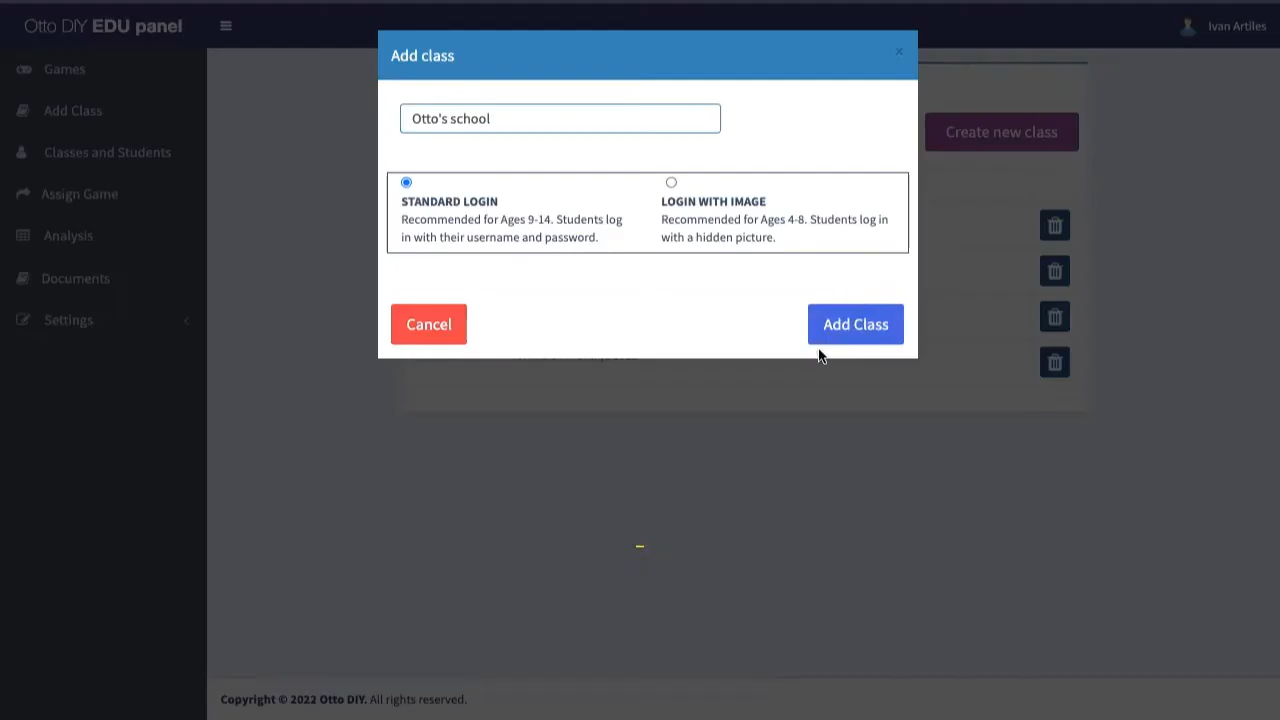 Otto DIY EDU panel
Ivan Artiles
Games
Add Class
Classes and Students
Assign Game
Analysis
Documents
Settings
Add class
×
Otto's school
STANDARD LOGIN
Recommended for Ages 9-14. Students log
in with their username and password.
LOGIN WITH IMAGE
Recommended for Ages 4-8. Students log in
with a hidden picture.
Cancel
Add Class
Create new class
Copyright © 2022 Otto DIY. All rights reserved.